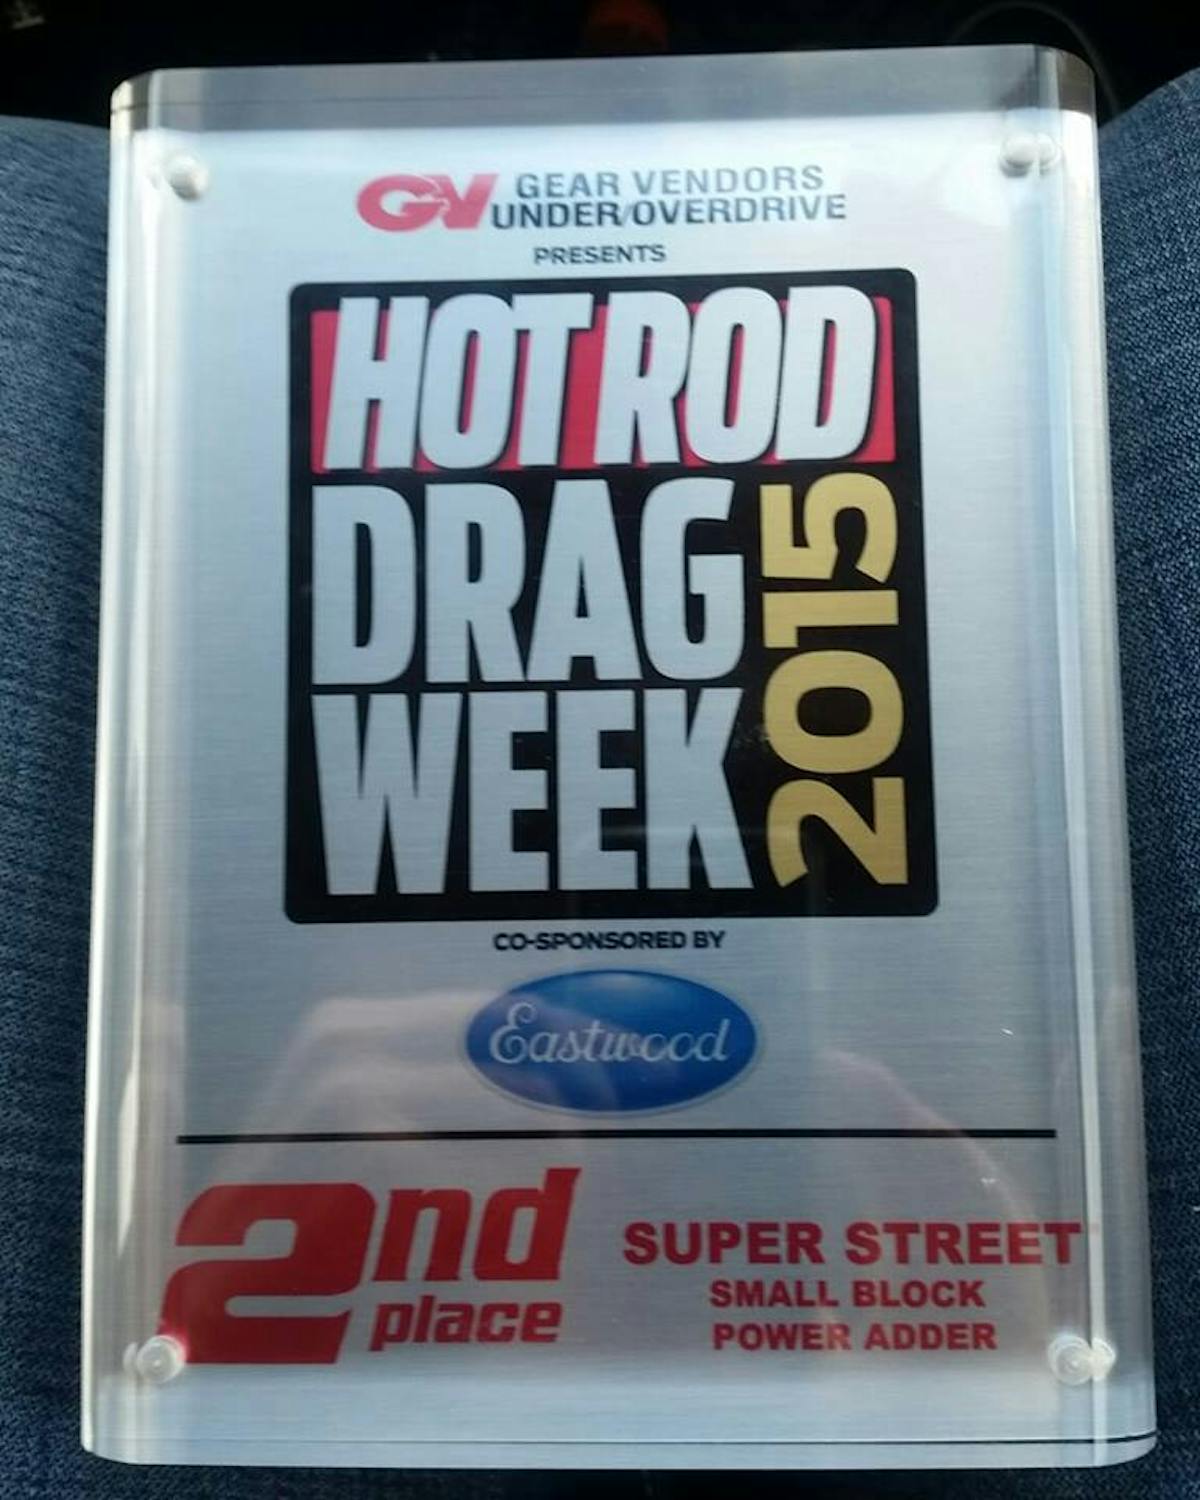 GV GEAR VENDORS
UNDER/OVERDRIVE
PRESENTS
HOT ROD
DRAG
WEEK
2015
CO-SPONSORED BY
Eastwood
2nd
place
SUPER STREET
SMALL BLOCK
POWER ADDER